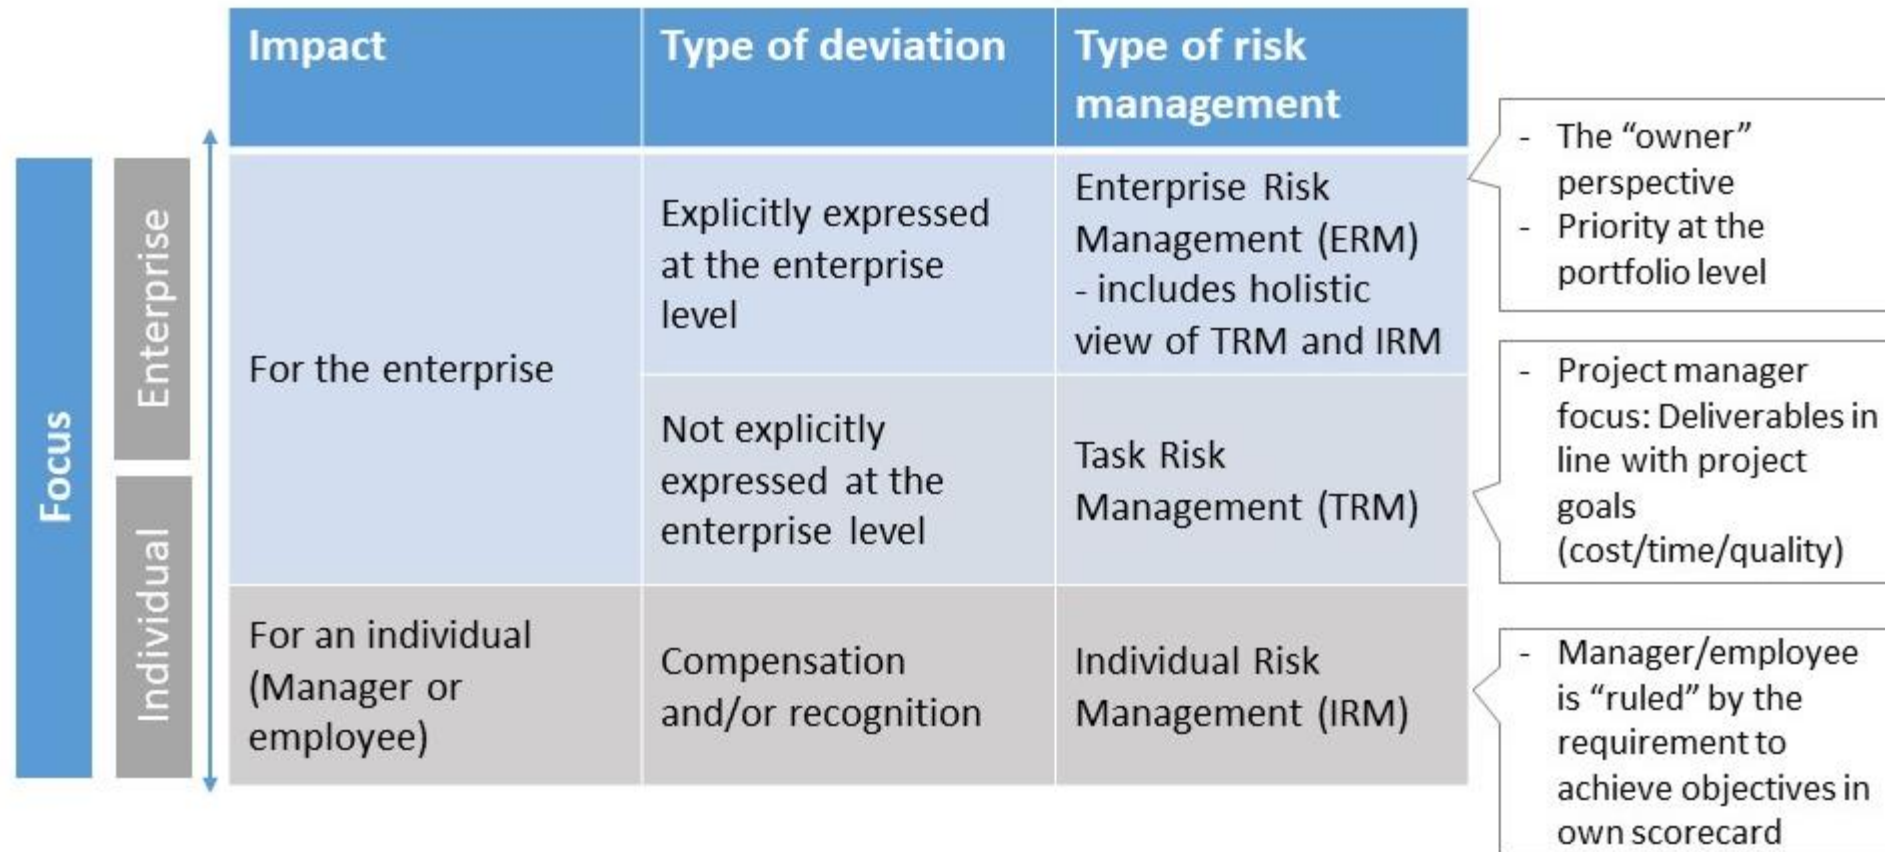 Impact
Type of deviation
Type of risk
management
Focus
Enterprise
Individual
For the enterprise
Explicitly expressed
at the enterprise
level
Enterprise Risk
Management (ERM)
- includes holistic
view of TRM and IRM
- The “owner”
perspective
- Priority at the
portfolio level
Not explicitly
expressed at the
enterprise level
Task Risk
Management (TRM)
- Project manager
focus: Deliverables in
line with project
goals
(cost/time/quality)
For an individual
(Manager or
employee)
Compensation
and/or recognition
Individual Risk
Management (IRM)
- Manager/employee
is “ruled” by the
requirement to
achieve objectives in
own scorecard